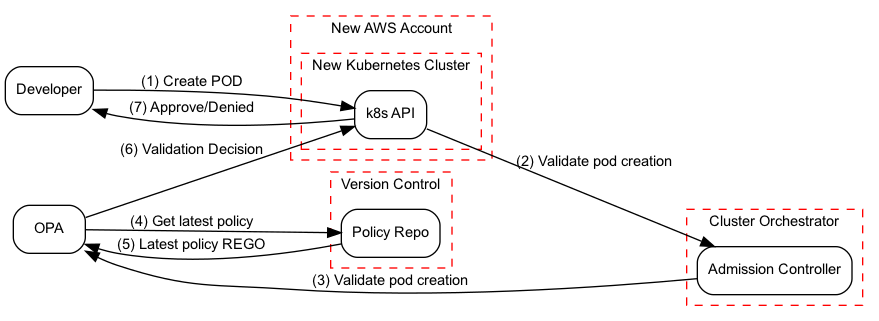 New AWS Account
New Kubernetes Cluster
Developer
(1) Create POD
(7) Approve/Denied
k8s API
(6) Validation Decision
(2) Validate pod creation
Version Control
Cluster Orchestrator
OPA
(4) Get latest policy
(5) Latest policy REGO
Policy Repo
Admission Controller
(3) Validate pod creation